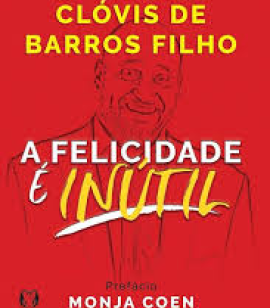 CLÓVIS DE
BARROS FILHO
A FELICIDADE
É INÚTIL
Prefácio
MONJA COEN